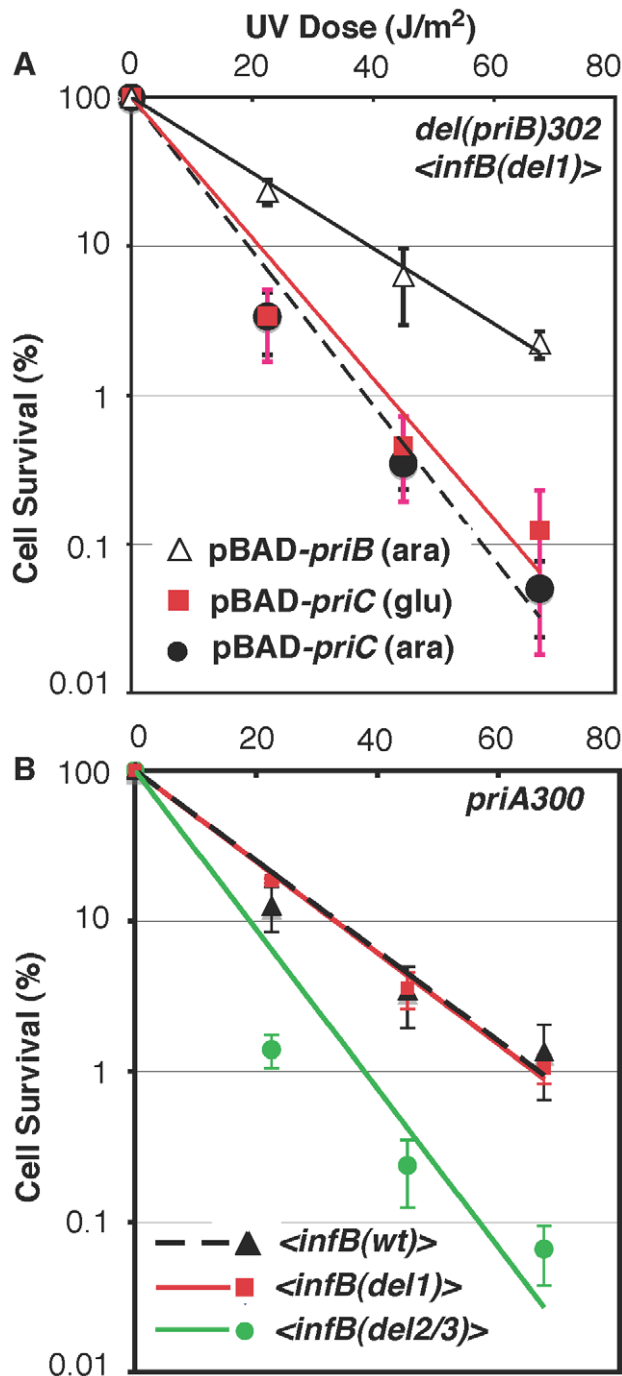 UV Dose (J/m²)
A
0 20 40 60 80
100
del(priB)302
<infB(del1)>
10
1
0.1
0.01
Cell Survival (%)
pBAD-priB (ara)
pBAD-priC (glu)
pBAD-priC (ara)
B
0 20 40 60 80
100
priA300
10
1
0.1
0.01
Cell Survival (%)
<infB(wt)>
<infB(del1)>
<infB(del2/3)>